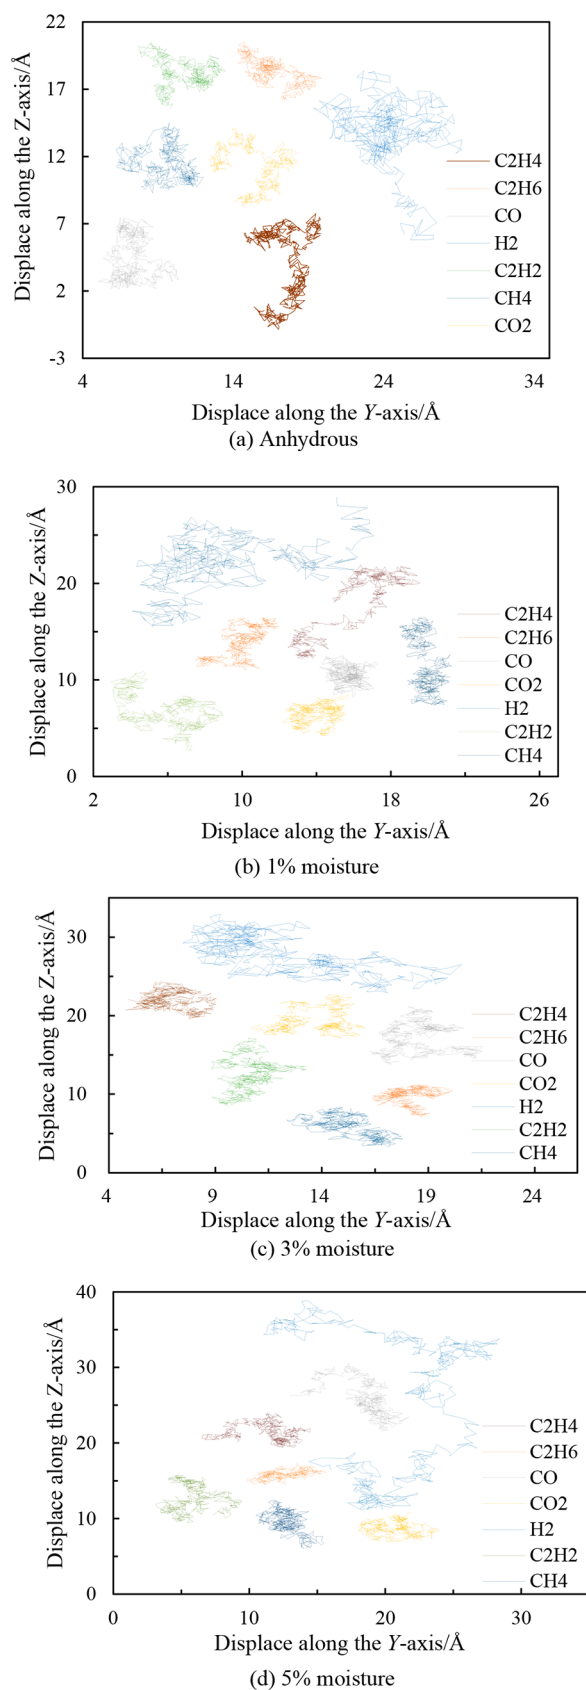 22
17
12
7
2
-3
Displace along the Z-axis/Å
C2H4
C2H6
CO
H2
C2H2
CH4
CO2
4 14 24 34
Displace along the Y-axis/Å
(a) Anhydrous
30
20
10
0
Displace along the Z-axis/Å
C2H4
C2H6
CO
CO2
H2
C2H2
CH4
2 10 18 26
Displace along the Y-axis/Å
(b) 1% moisture
30
20
10
0
Displace along the Z-axis/Å
C2H4
C2H6
CO
CO2
H2
C2H2
CH4
4 9 14 19 24
Displace along the Y-axis/Å
(c) 3% moisture
40
30
20
10
0
Displace along the Z-axis/Å
C2H4
C2H6
CO
CO2
H2
C2H2
CH4
0 10 20 30
Displace along the Y-axis/Å
(d) 5% moisture